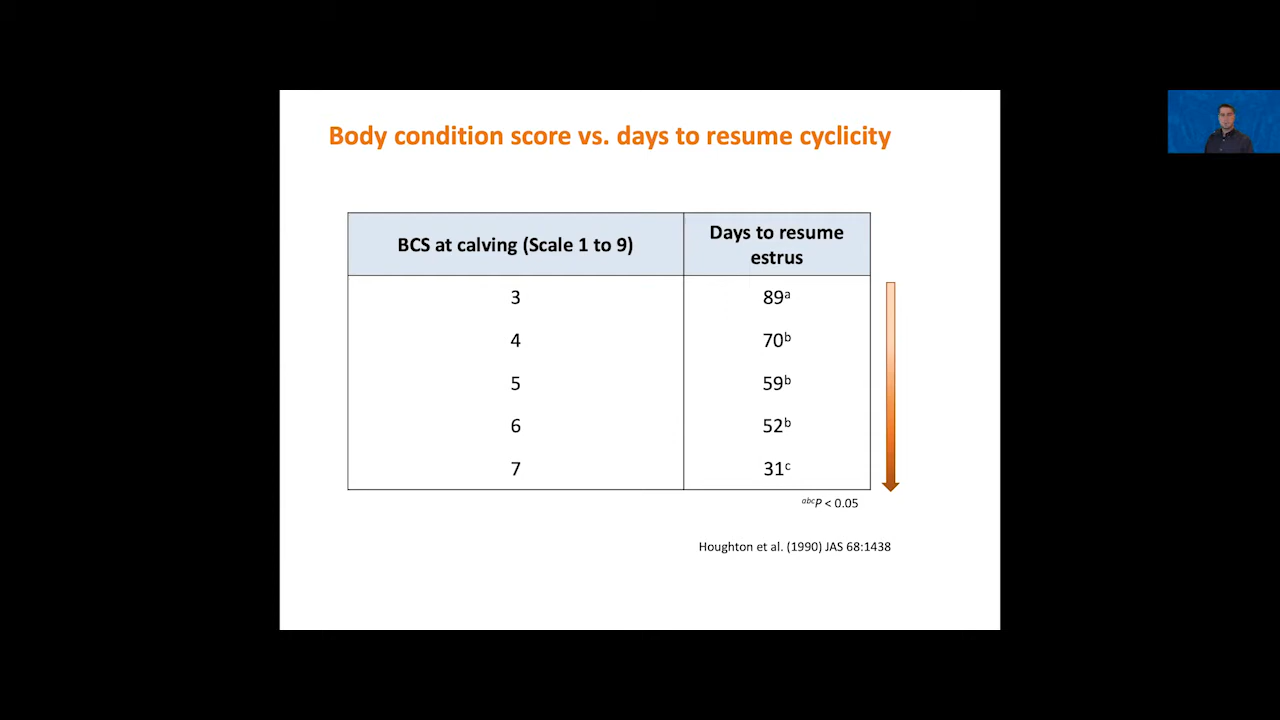 Body condition score vs. days to resume cyclicity
BCS at calving (Scale 1 to 9)
Days to resume
estrus
3
89ᵃ
4
70ᵇ
5
59ᵇ
6
52ᵇ
7
31ᶜ
ᵃᵇᶜP < 0.05
Houghton et al. (1990) JAS 68:1438